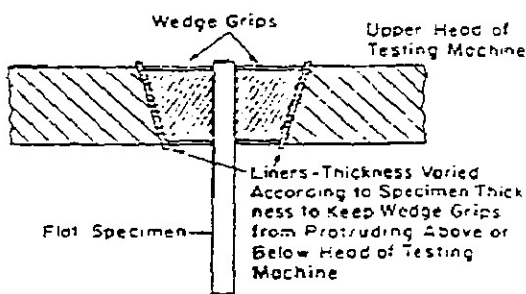 Wedge Grips
Upper Head of
Testing Machine
Liners-Thickness Varied
According to Specimen Thick
ness to Keep Wedge Grips
from Protruding Above or
Below Head of Testing
Machine
Flat Specimen